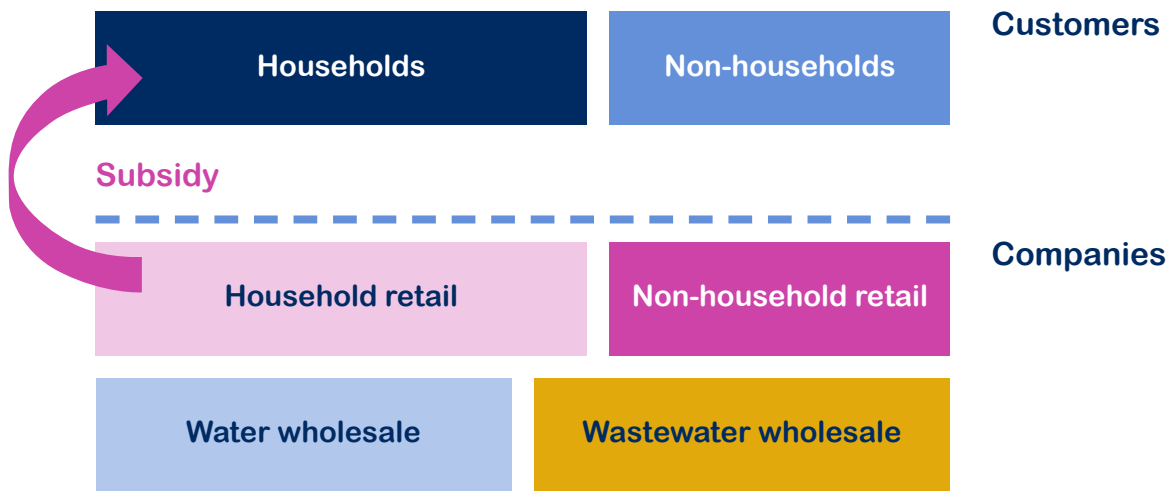 Customers
Households
Non-households
Subsidy
Companies
Household retail
Non-household retail
Water wholesale
Wastewater wholesale